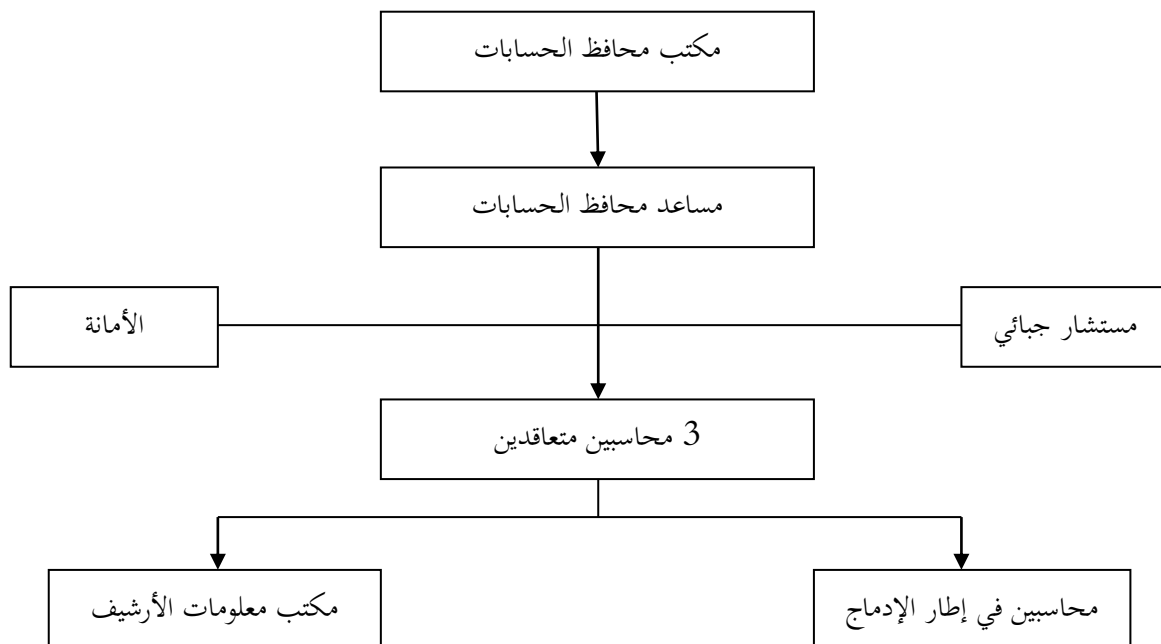 مكتب محافظ الحسابات
مساعد محافظ الحسابات
مستشار جبائي
الأمانة
3 محاسبين متعاقدين
محاسبين في إطار الإدماج
مكتب معلومات الأرشيف